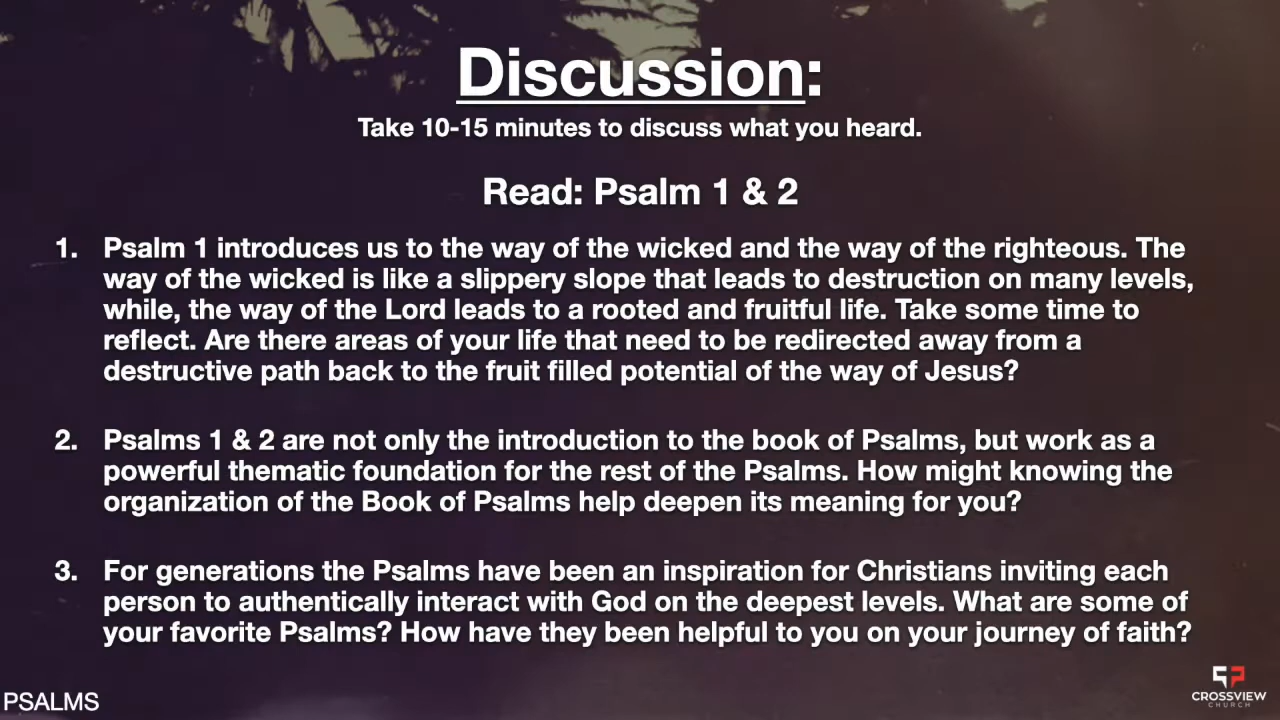 Discussion:
Take 10-15 minutes to discuss what you heard.
Read: Psalm 1 & 2
1. Psalm 1 introduces us to the way of the wicked and the way of the righteous. The
way of the wicked is like a slippery slope that leads to destruction on many levels,
while, the way of the Lord leads to a rooted and fruitful life. Take some time to
reflect. Are there areas of your life that need to be redirected away from a
destructive path back to the fruit filled potential of the way of Jesus?
2. Psalms 1 & 2 are not only the introduction to the book of Psalms, but work as a
powerful thematic foundation for the rest of the Psalms. How might knowing the
organization of the Book of Psalms help deepen its meaning for you?
3. For generations the Psalms have been an inspiration for Christians inviting each
person to authentically interact with God on the deepest levels. What are some of
your favorite Psalms? How have they been helpful to you on your journey of faith?
PSALMS
CROSSVIEW
CHURCH